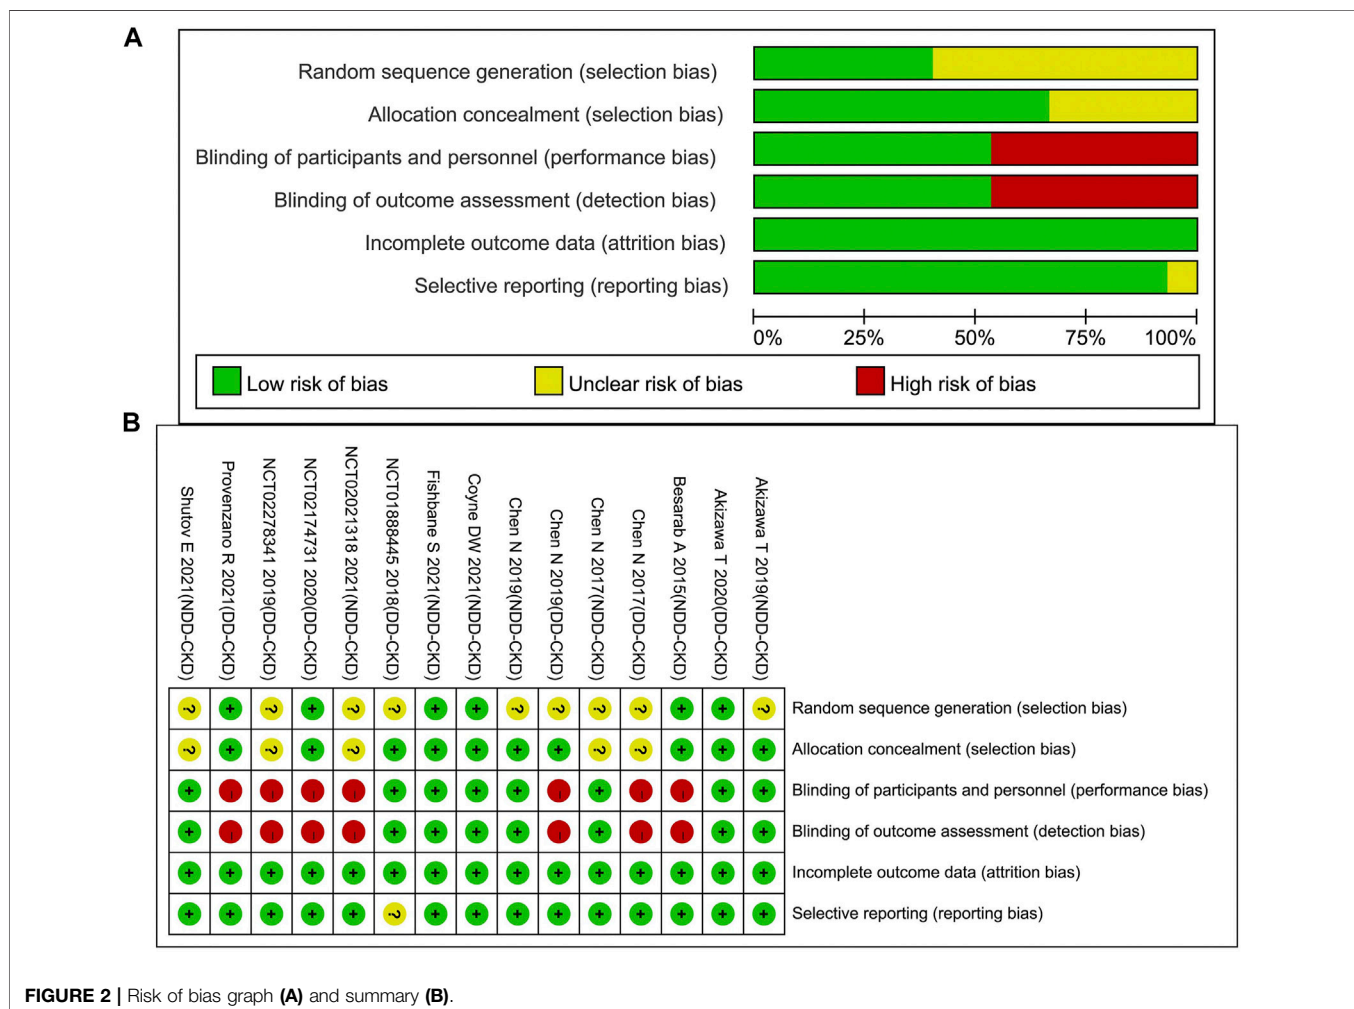 A
Random sequence generation (selection bias)
Allocation concealment (selection bias)
Blinding of participants and personnel (performance bias)
Blinding of outcome assessment (detection bias)
Incomplete outcome data (attrition bias)
Selective reporting (reporting bias)
0% 25% 50% 75% 100%
Low risk of bias Unclear risk of bias High risk of bias
B
Shutov E 2021(NDD-CKD)
Provenzano R 2021(DD-CKD)
NCT02278341 2019(DD-CKD)
NCT02174731 2020(DD-CKD)
NCT02021318 2021(NDD-CKD)
NCT01888445 2018(DD-CKD)
Fishbane S 2021(NDD-CKD)
Coyne DW 2021(NDD-CKD)
Chen N 2019(NDD-CKD)
Chen N 2019(DD-CKD)
Chen N 2017(NDD-CKD)
Chen N 2017(DD-CKD)
Besarab A 2015(NDD-CKD)
Akizawa T 2020(DD-CKD)
Akizawa T 2019(NDD-CKD)
? + ? + ? ? + + ? ? ? ? + + ? Random sequence generation (selection bias)
? + ? + ? + + + + + ? ? + + + Allocation concealment (selection bias)
+ − − − − + + + + − + − − + + Blinding of participants and personnel (performance bias)
+ − − − − + + + + − + − − + + Blinding of outcome assessment (detection bias)
+ + + + + + + + + + + + + + + Incomplete outcome data (attrition bias)
+ + + + + ? + + + + + + + + + Selective reporting (reporting bias)
FIGURE 2 | Risk of bias graph (A) and summary (B).